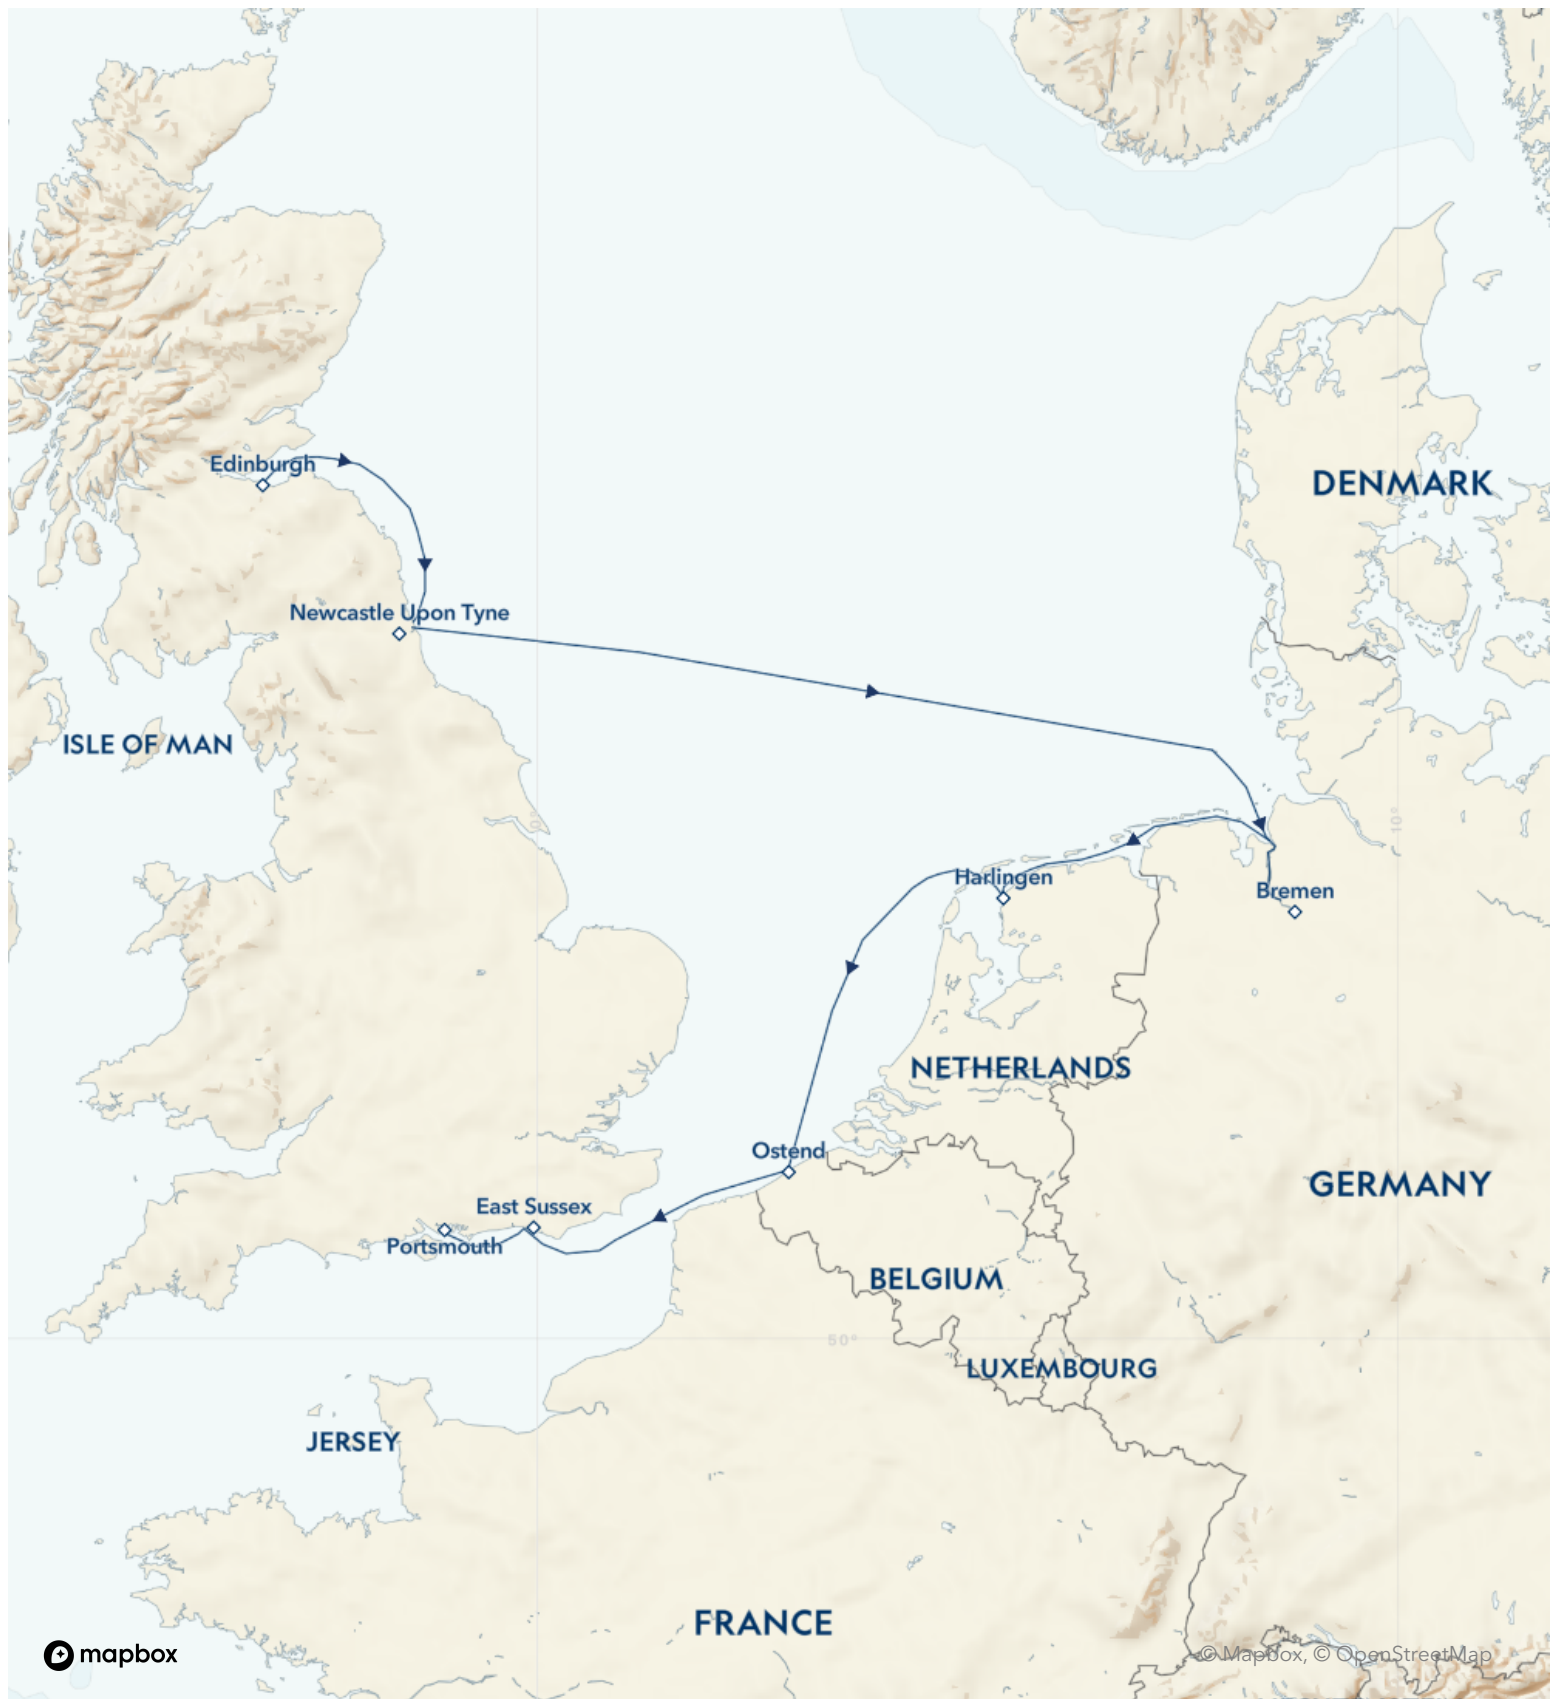 Edinburgh
DENMARK
Newcastle Upon Tyne
ISLE OF MAN
0°
10°
Harlingen
Bremen
NETHERLANDS
Ostend
GERMANY
East Sussex
Portsmouth
BELGIUM
50°
LUXEMBOURG
JERSEY
FRANCE
mapbox
© Mapbox, © OpenStreetMap